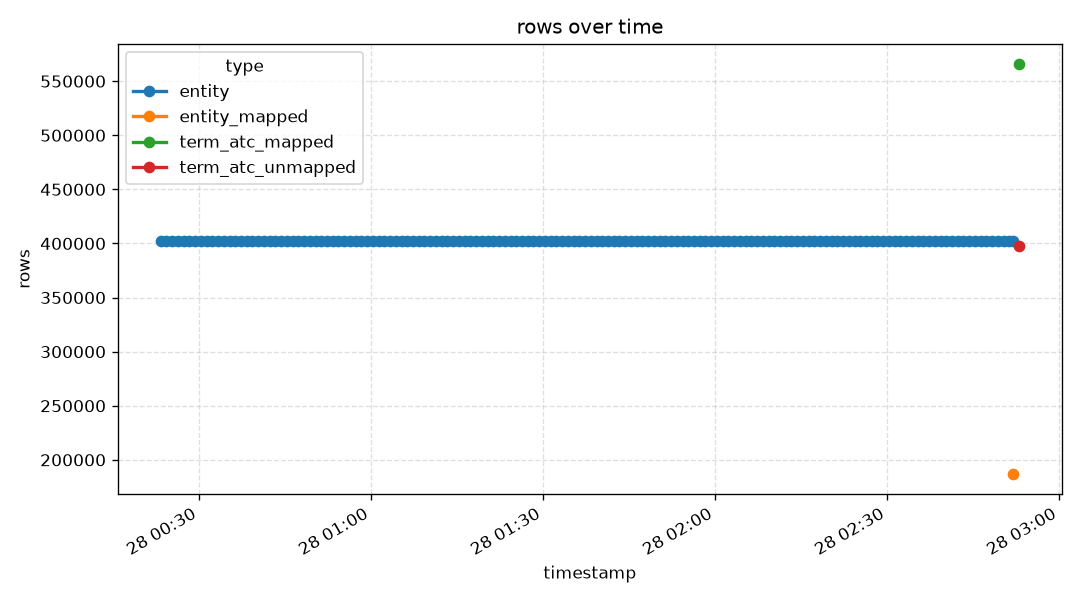 rows over time
type
entity
entity_mapped
term_atc_mapped
term_atc_unmapped
rows
550000
500000
450000
400000
350000
300000
250000
200000
28 00:30
28 01:00
28 01:30
28 02:00
28 02:30
28 03:00
timestamp